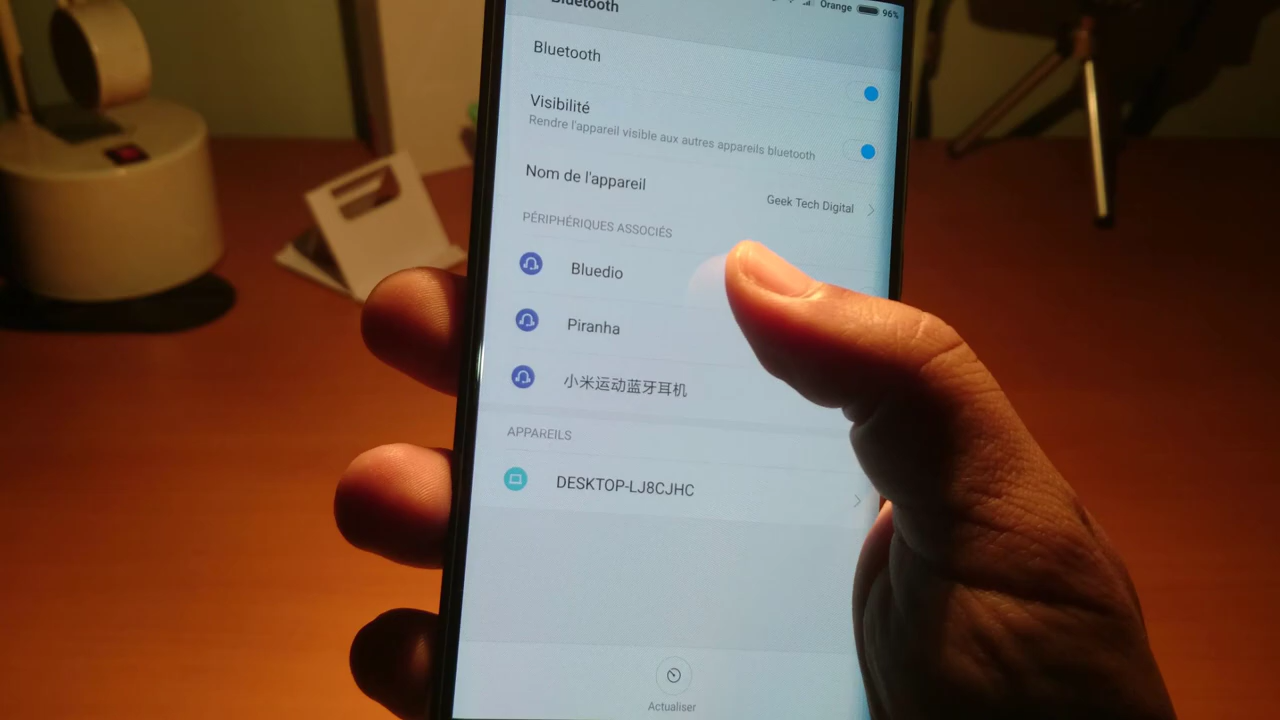 Bluetooth
Orange 96%
Bluetooth
Visibilité
Rendre l'appareil visible aux autres appareils bluetooth
Nom de l'appareil
Geek Tech Digital
PÉRIPHÉRIQUES ASSOCIÉS
Bluedio
Piranha
小米运动蓝牙耳机
APPAREILS
DESKTOP-LJ8CJHC
Actualiser